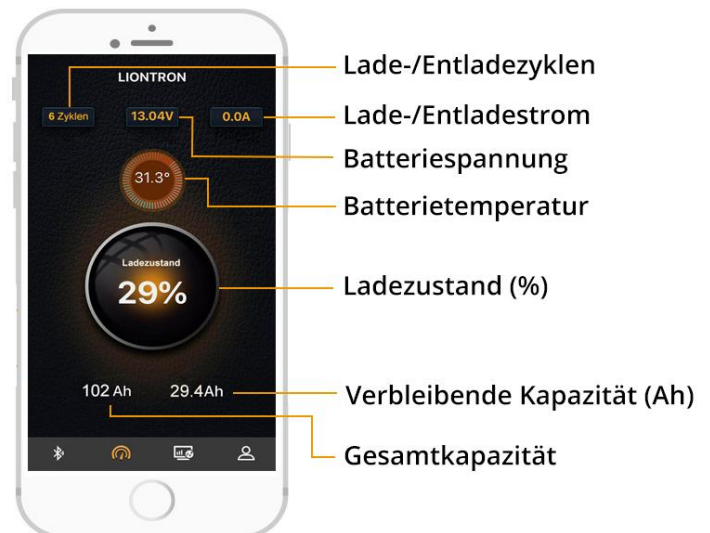 LIONTRON
6 Zyklen
13.04V
0.0A
31.3°
Ladezustand
29%
102 Ah
29.4Ah
Lade-/Entladezyklen
Lade-/Entladestrom
Batteriespannung
Batterietemperatur
Ladezustand (%)
Verbleibende Kapazität (Ah)
Gesamtkapazität